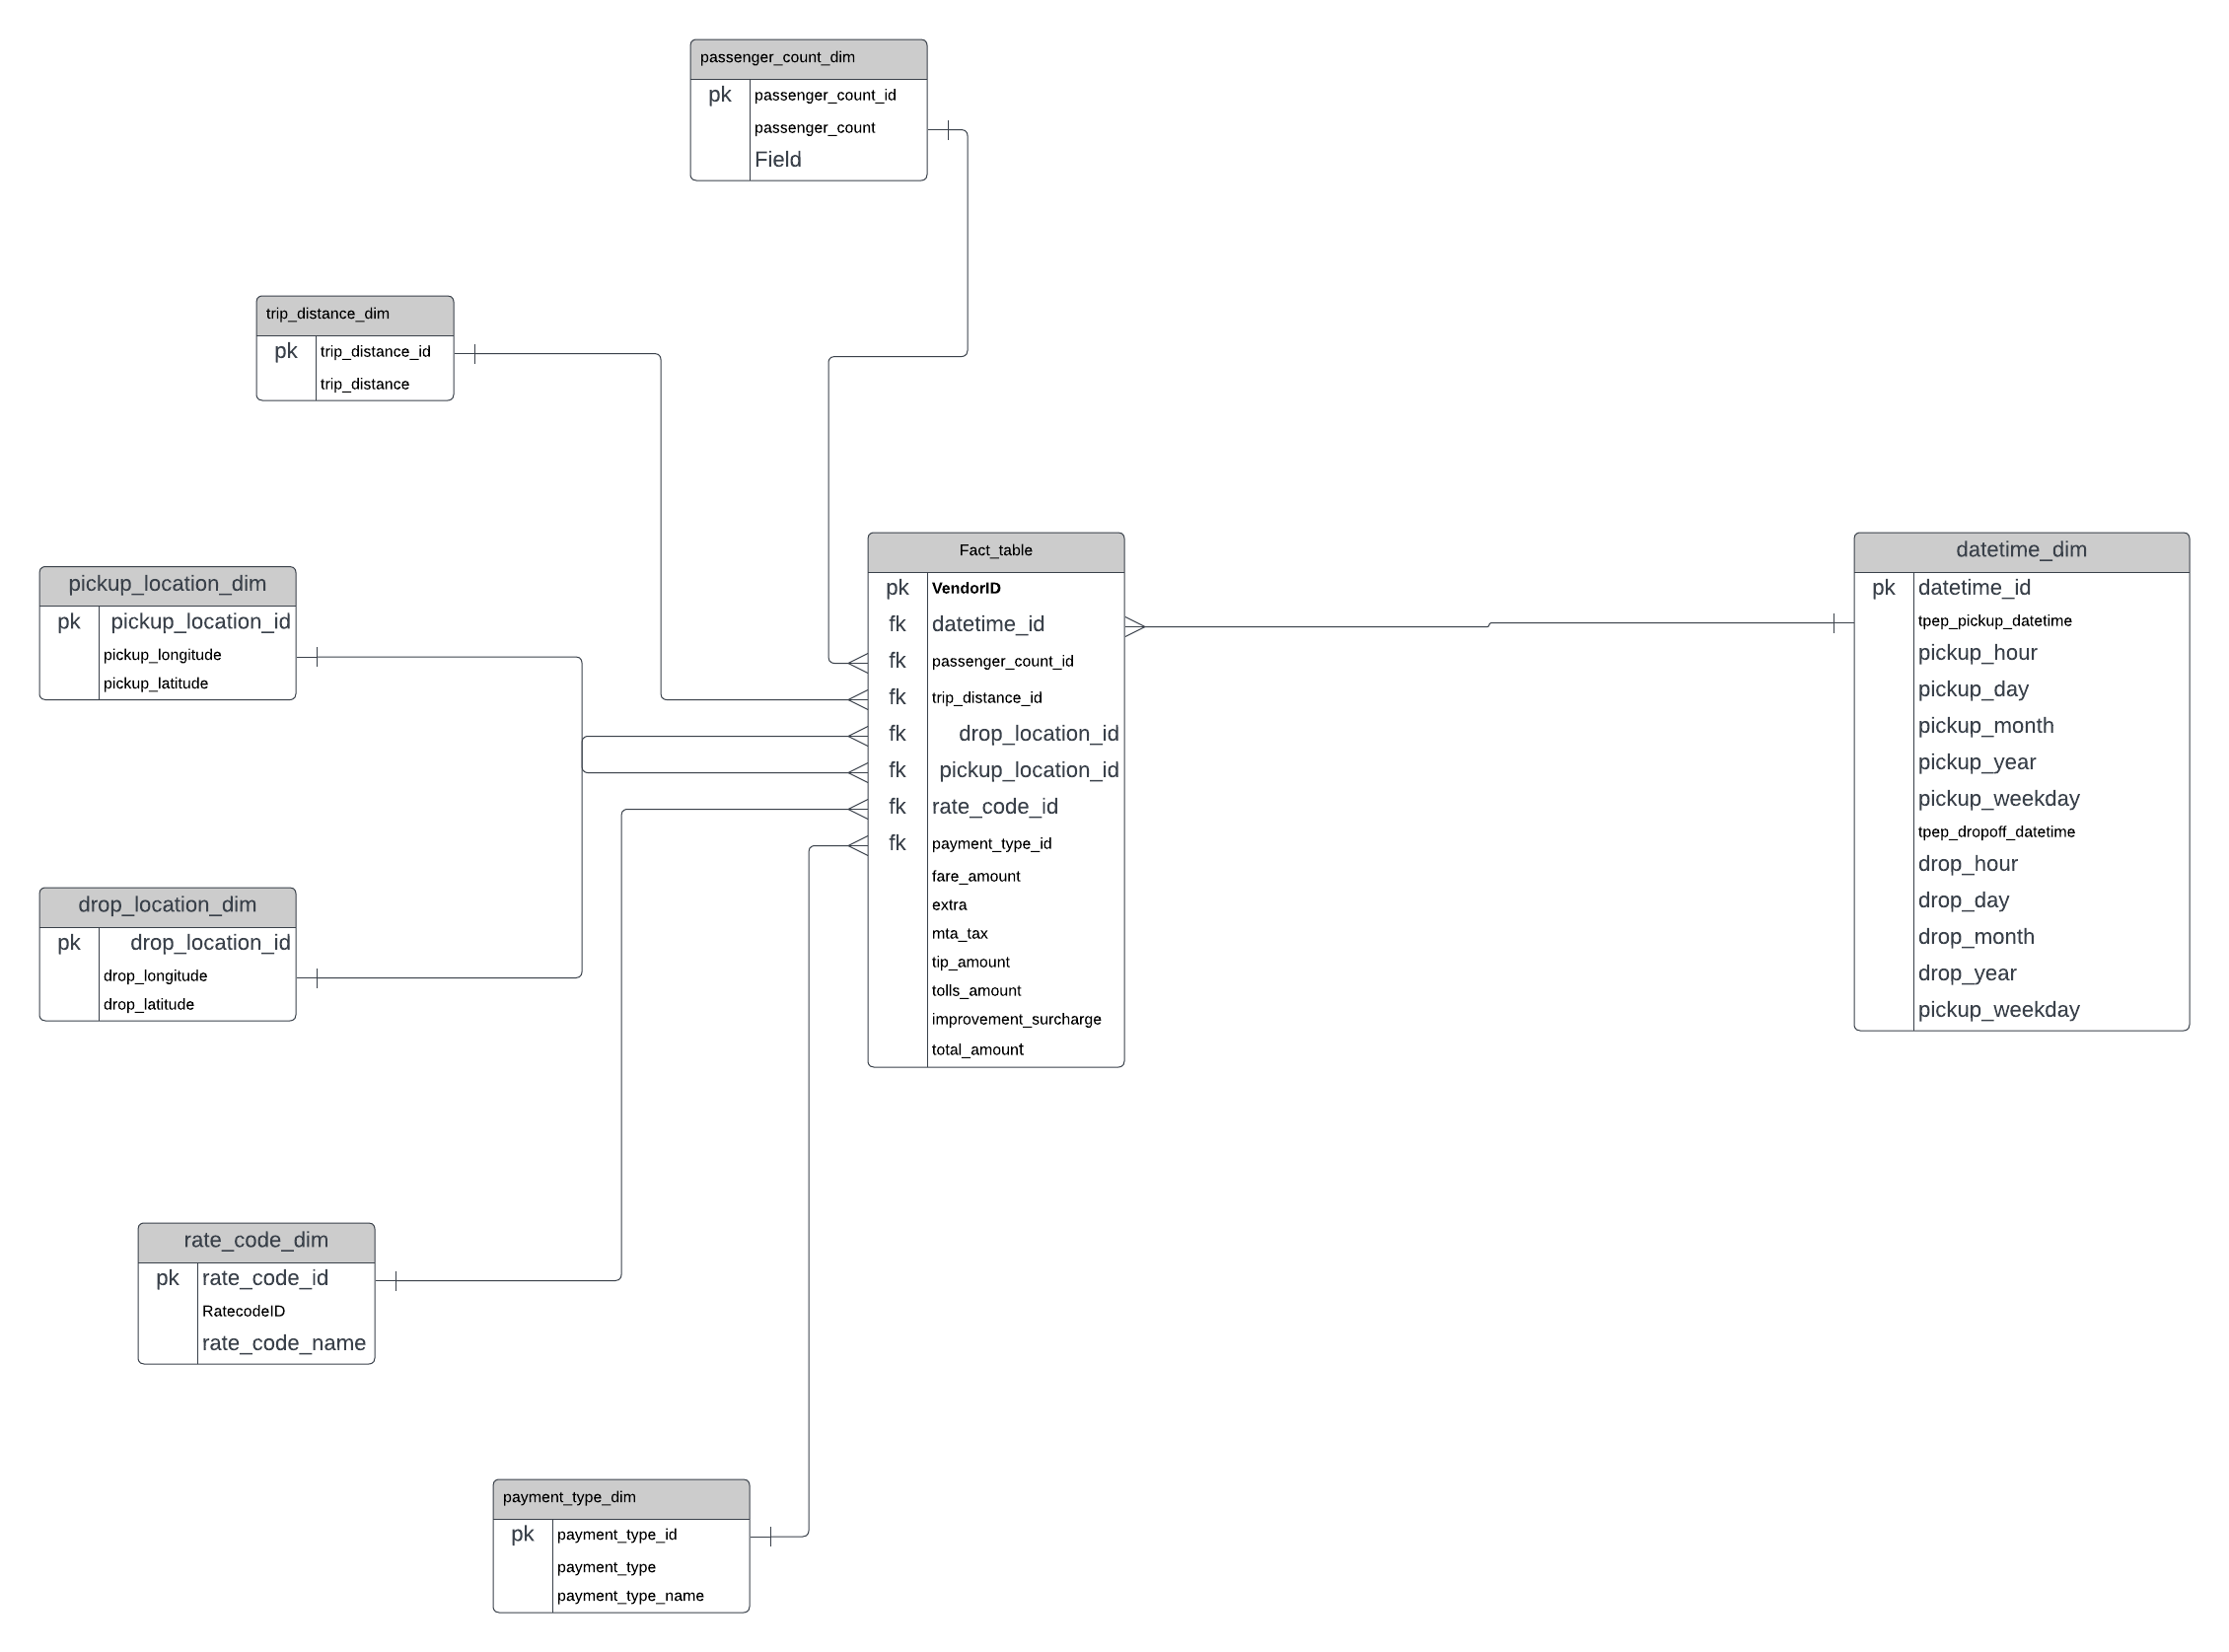 passenger_count_dim
pk passenger_count_id
passenger_count
Field
trip_distance_dim
pk trip_distance_id
trip_distance
pickup_location_dim
pk pickup_location_id
pickup_longitude
pickup_latitude
drop_location_dim
pk drop_location_id
drop_longitude
drop_latitude
rate_code_dim
pk rate_code_id
RatecodeID
rate_code_name
payment_type_dim
pk payment_type_id
payment_type
payment_type_name
Fact_table
pk VendorID
fk datetime_id
fk passenger_count_id
fk trip_distance_id
fk drop_location_id
fk pickup_location_id
fk rate_code_id
fk payment_type_id
fare_amount
extra
mta_tax
tip_amount
tolls_amount
improvement_surcharge
total_amount
datetime_dim
pk datetime_id
tpep_pickup_datetime
pickup_hour
pickup_day
pickup_month
pickup_year
pickup_weekday
tpep_dropoff_datetime
drop_hour
drop_day
drop_month
drop_year
pickup_weekday